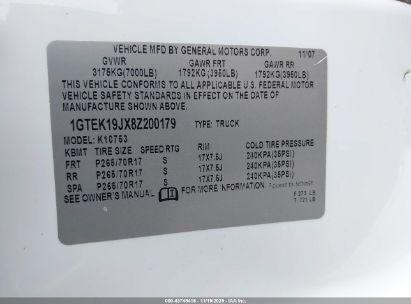 VEHICLE MFD BY GENERAL MOTORS CORP. 11/07
GVWR GAWR FRT GAWR RR
3175KG(7000LB) 1792KG(3950LB) 1792KG(3950LB)
THIS VEHICLE CONFORMS TO ALL APPLICABLE U.S. FEDERAL MOTOR
VEHICLE SAFETY STANDARDS IN EFFECT ON THE DATE OF
MANUFACTURE SHOWN ABOVE.
1GTEK19JX8Z200179 TYPE: TRUCK
MODEL: K10753
KBMT TIRE SIZE SPEED RTG RIM COLD TIRE PRESSURE
FRT P265/70R17 S 17X7.5J 240KPA(35PSI)
RR P265/70R17 S 17X7.5J 240KPA(35PSI)
SPA P265/70R17 S 17X7.5J 240KPA(35PSI)
SEE OWNER'S MANUAL FOR MORE INFORMATION.